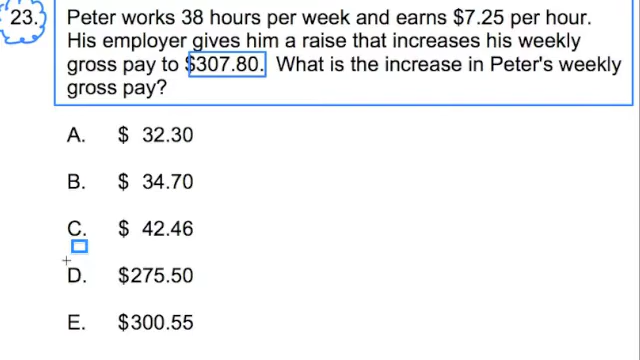 23. Peter works 38 hours per week and earns $7.25 per hour.
His employer gives him a raise that increases his weekly
gross pay to $307.80. What is the increase in Peter's weekly
gross pay?
A. $ 32.30
B. $ 34.70
C. $ 42.46
D. $275.50
E. $300.55